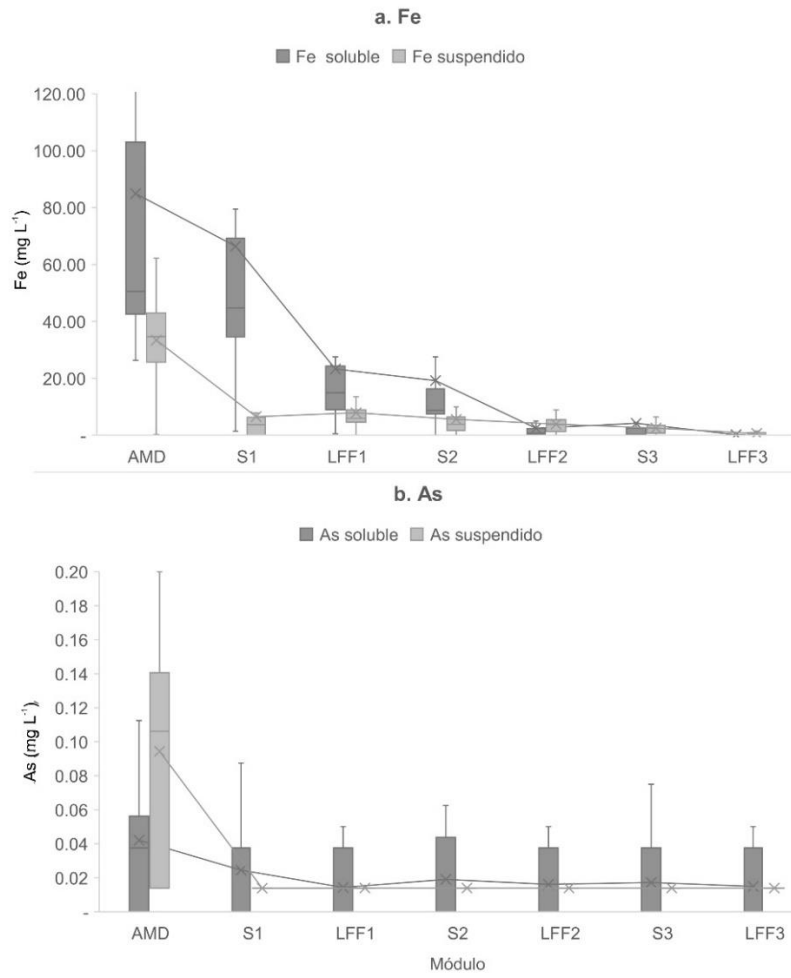 a. Fe
Fe soluble Fe suspendido
120.00
100.00
80.00
60.00
40.00
20.00
-
Fe (mg L⁻¹)
AMD S1 LFF1 S2 LFF2 S3 LFF3
b. As
As soluble As suspendido
0.20
0.18
0.16
0.14
0.12
0.10
0.08
0.06
0.04
0.02
-
As (mg L⁻¹)
AMD S1 LFF1 S2 LFF2 S3 LFF3
Módulo